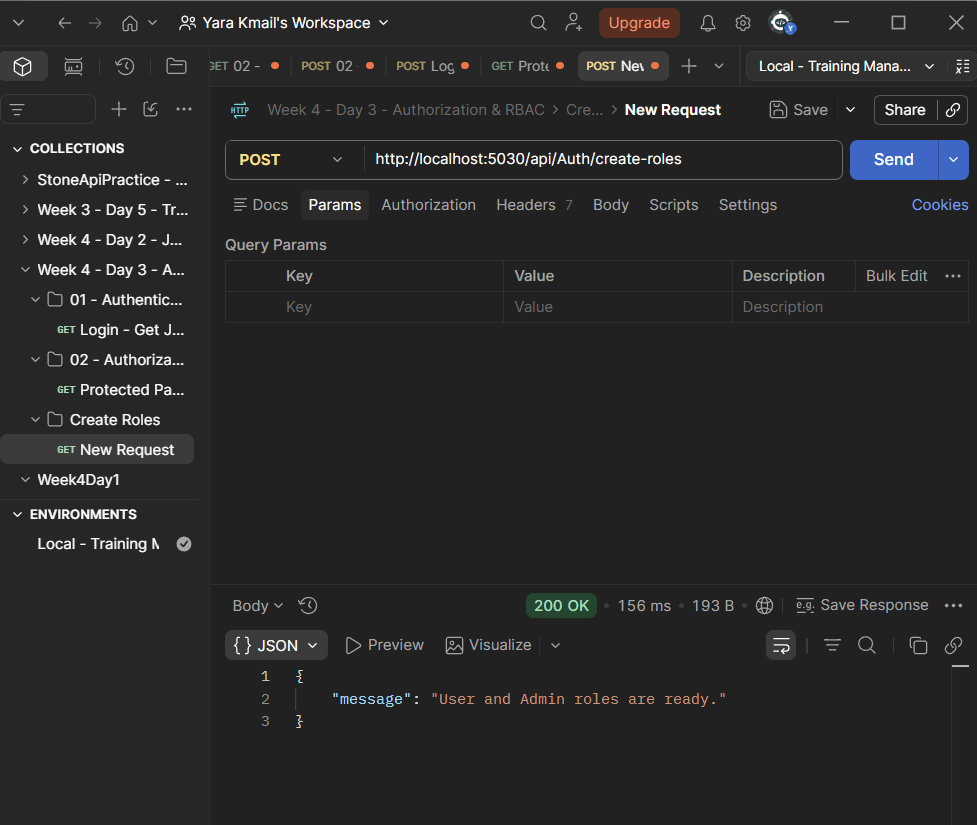 Yara Kmail's Workspace
Upgrade
GET 02 -
POST 02
POST Log
GET Prote
POST Nev
Local - Training Mana...
HTTP
Week 4 - Day 3 - Authorization & RBAC > Cre... > New Request
Save
Share
COLLECTIONS
StoneApiPractice - ...
Week 3 - Day 5 - Tr...
Week 4 - Day 2 - J...
Week 4 - Day 3 - A...
01 - Authentic...
GET Login - Get J...
02 - Authoriza...
GET Protected Pa...
Create Roles
GET New Request
Week4Day1
ENVIRONMENTS
Local - Training M
POST
http://localhost:5030/api/Auth/create-roles
Send
Docs Params Authorization Headers 7 Body Scripts Settings Cookies
Query Params
Key Value Description Bulk Edit
Key Value Description
Body
200 OK • 156 ms • 193 B
e.g. Save Response
{} JSON Preview Visualize
1 {
2 "message": "User and Admin roles are ready."
3 }
Y